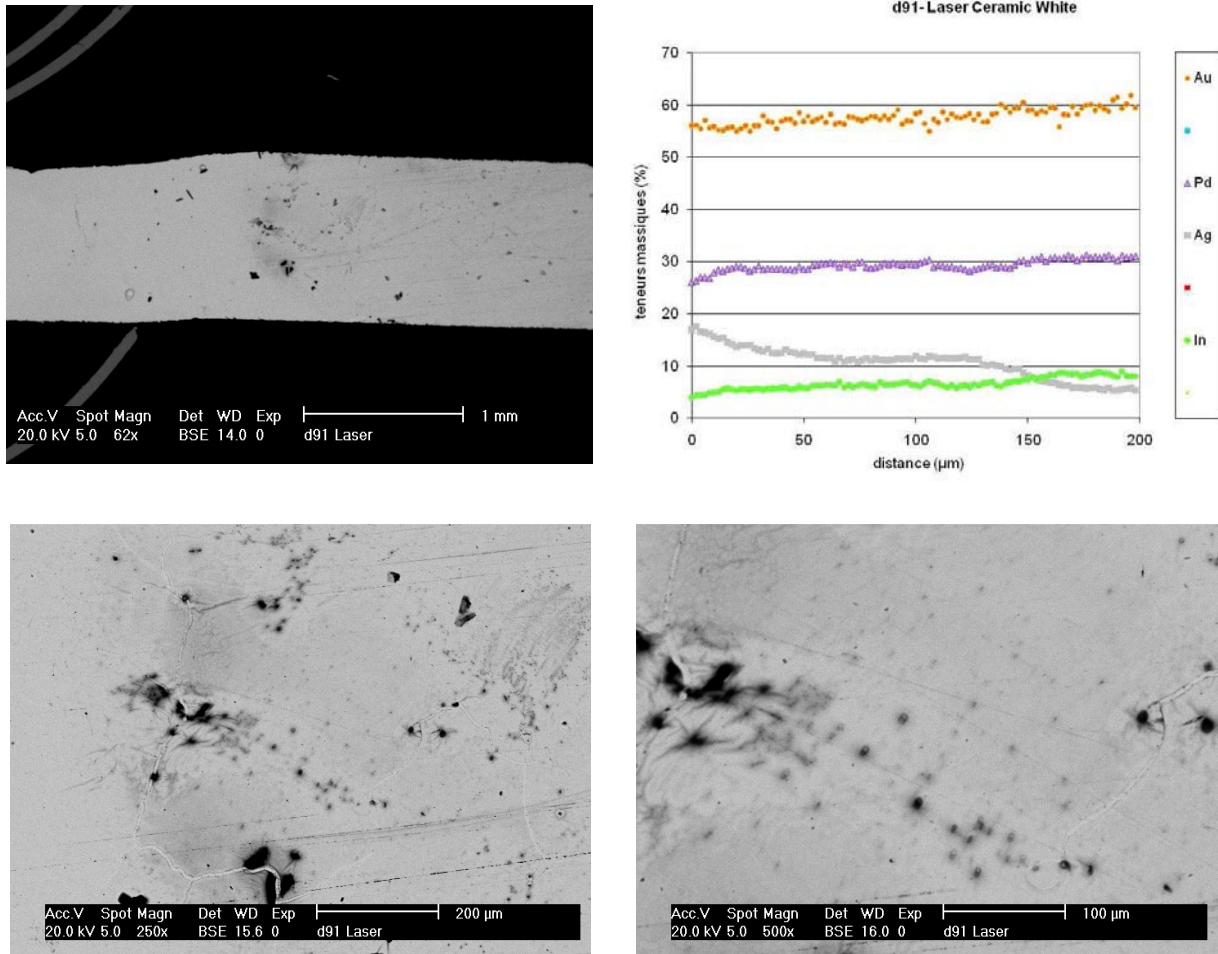 d91- Laser Ceramic White
70
60
50
40
30
20
10
0
teneurs massiques (%)
0 50 100 150 200
distance (µm)
Au
Pd
Ag
In
Acc.V Spot Magn Det WD Exp 1 mm
20.0 kV 5.0 62x BSE 14.0 0 d91 Laser
Acc.V Spot Magn Det WD Exp 200 µm
20.0 kV 5.0 250x BSE 15.6 0 d91 Laser
Acc.V Spot Magn Det WD Exp 100 µm
20.0 kV 5.0 500x BSE 16.0 0 d91 Laser